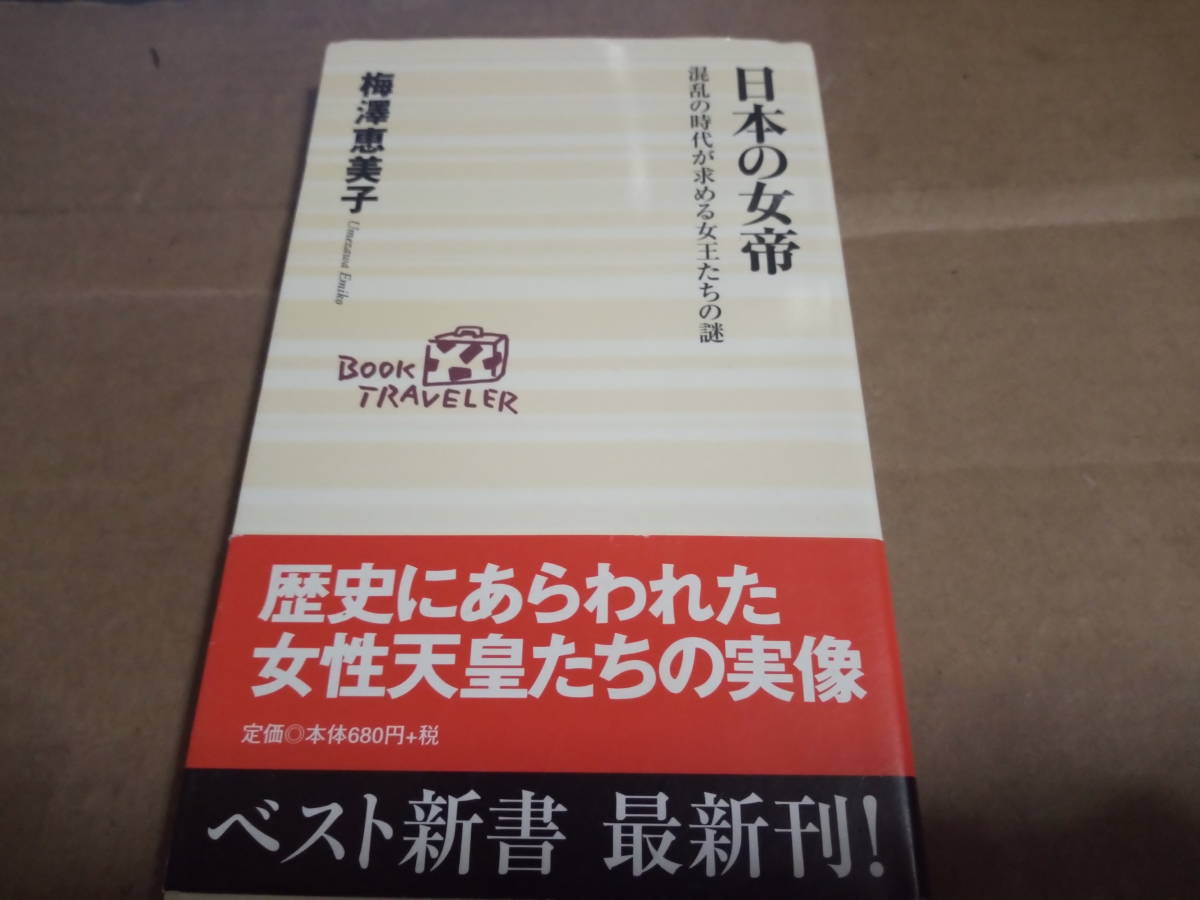 日本の女帝
混乱の時代が求める女王たちの謎
梅澤恵美子
Umezawa Emiko
BOOK
TRAVELER
歴史にあらわれた
女性天皇たちの実像
定価◎本体680円+税
ベスト新書 最新刊!